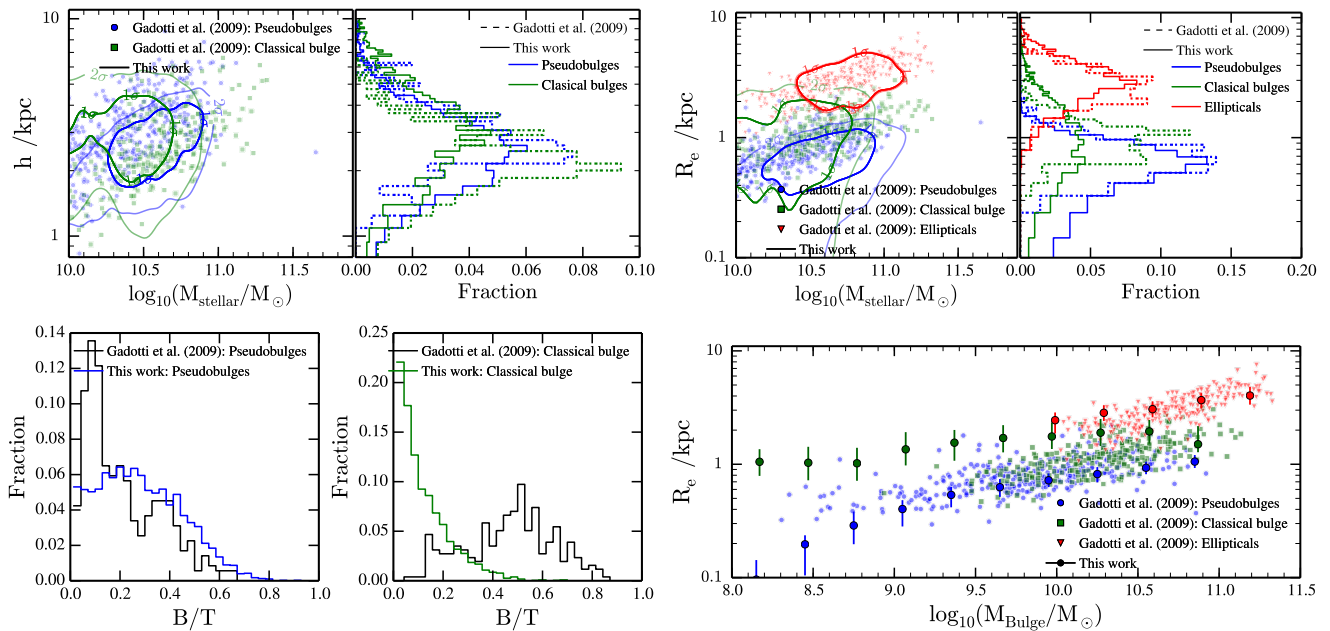 Gadotti et al. (2009): Pseudobulges
Gadotti et al. (2009): Classical bulge
This work
2σ
1σ
1σ
2σ
1σ
10
1
h /kpc
10.0 10.5 11.0 11.5
log10(Mstellar/M⊙)
Gadotti et al. (2009)
This work
Pseudobulges
Clasical bulges
0.00 0.02 0.04 0.06 0.08 0.10
Fraction
10
1
0.1
Re /kpc
1σ
2σ
1σ
Gadotti et al. (2009): Pseudobulges
Gadotti et al. (2009): Classical bulge
Gadotti et al. (2009): Ellipticals
This work
10.0 10.5 11.0 11.5
log10(Mstellar/M⊙)
Gadotti et al. (2009)
This work
Pseudobulges
Clasical bulges
Ellipticals
0.00 0.05 0.10 0.15 0.20
Fraction
0.14
0.12
0.10
0.08
0.06
0.04
0.02
0.00
Fraction
Gadotti et al. (2009): Pseudobulges
This work: Pseudobulges
0.0 0.2 0.4 0.6 0.8 1.0
B/T
0.25
0.20
0.15
0.10
0.05
0.00
Fraction
Gadotti et al. (2009): Classical bulge
This work: Classical bulge
0.0 0.2 0.4 0.6 0.8 1.0
B/T
10
1
0.1
Re /kpc
Gadotti et al. (2009): Pseudobulges
Gadotti et al. (2009): Classical bulge
Gadotti et al. (2009): Ellipticals
This work
8.0 8.5 9.0 9.5 10.0 10.5 11.0 11.5
log10(MBulge/M⊙)